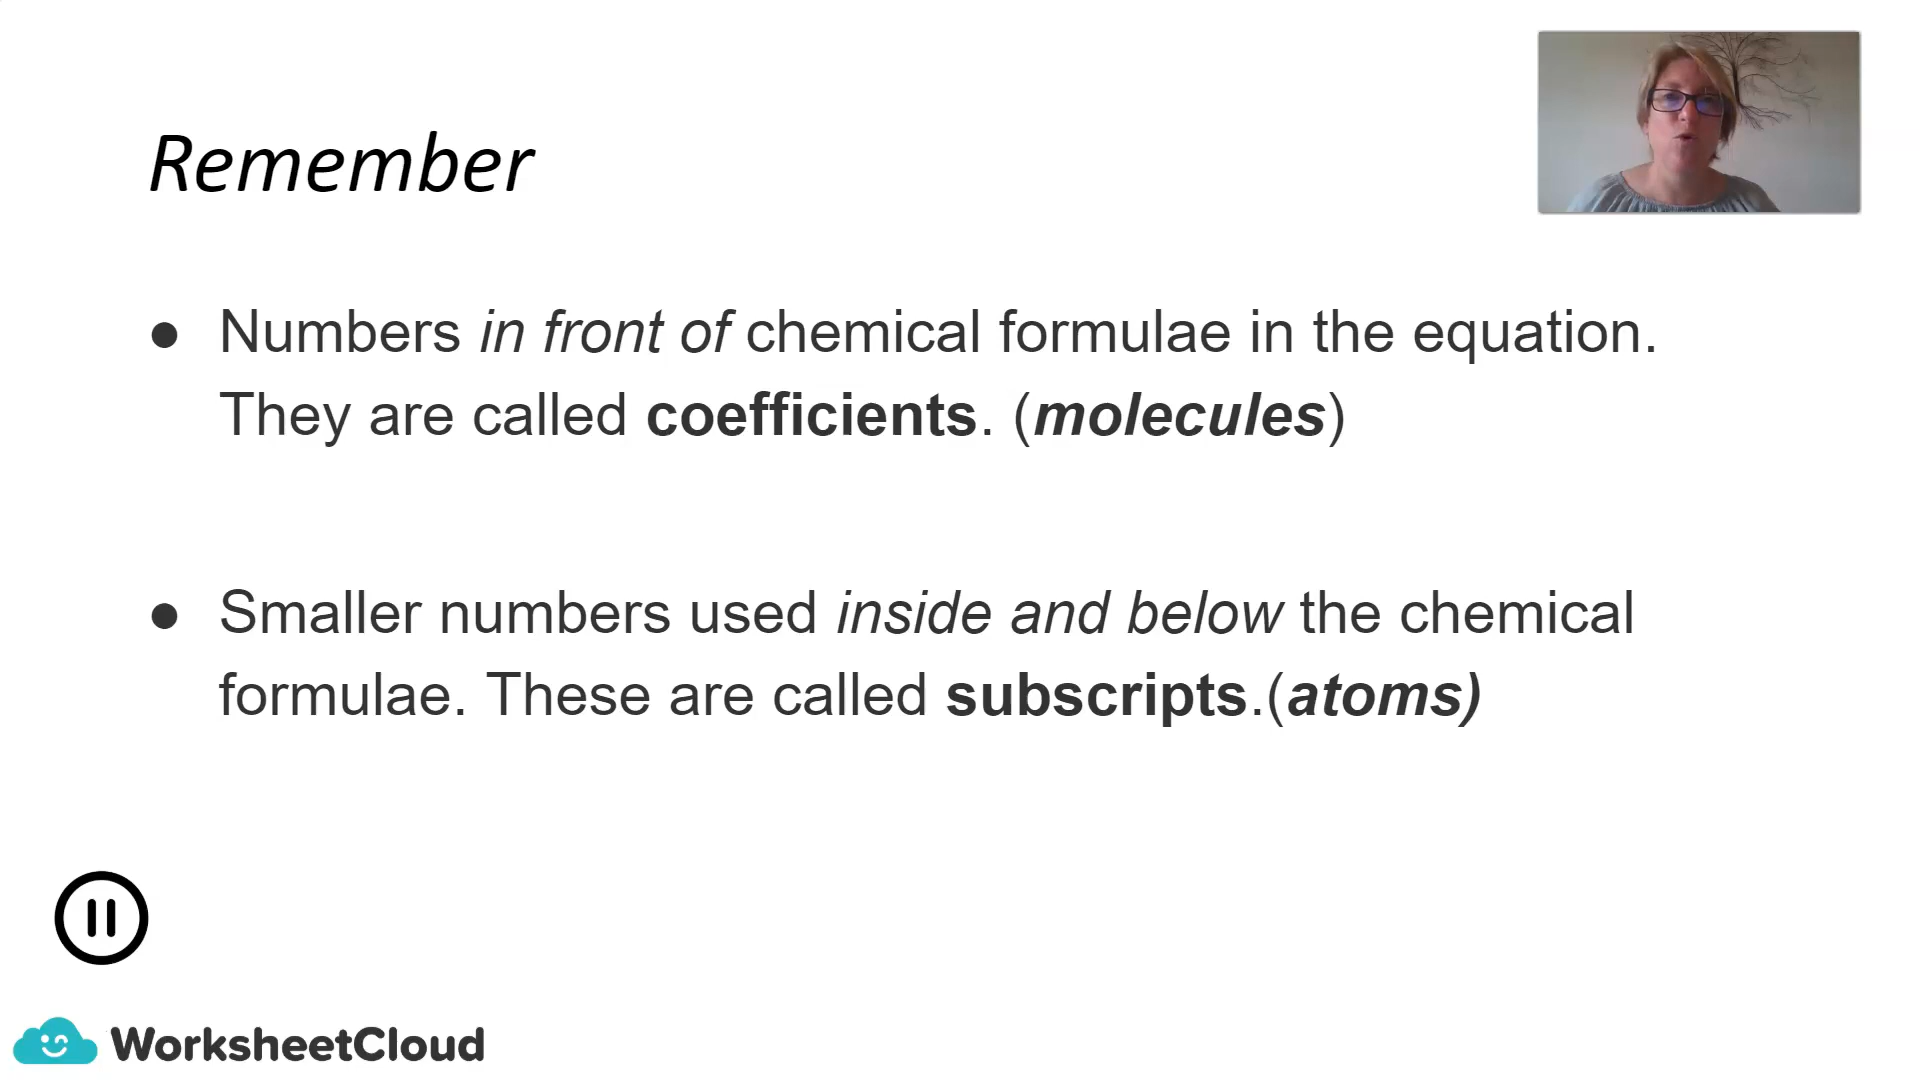 Remember
● Numbers in front of chemical formulae in the equation.
They are called coefficients. (molecules)
● Smaller numbers used inside and below the chemical
formulae. These are called subscripts.(atoms)
WorksheetCloud